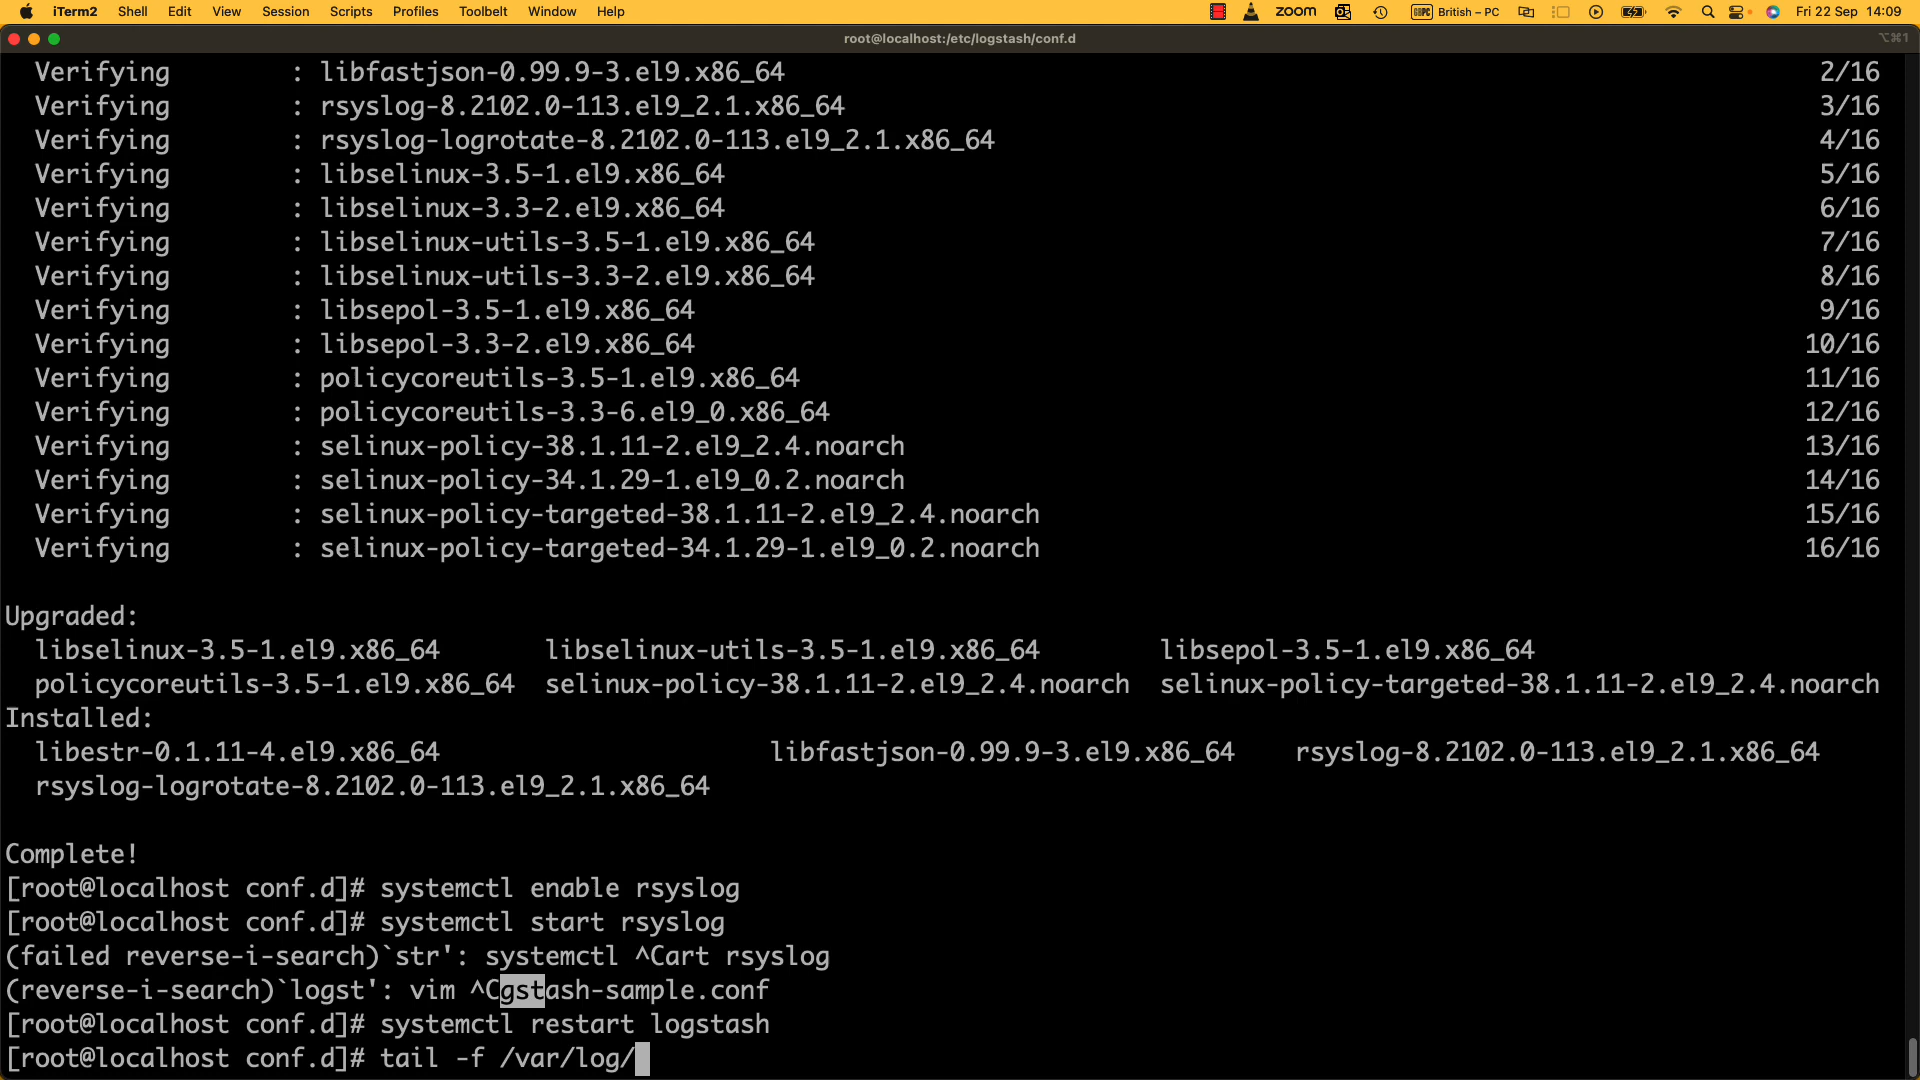 iTerm2 Shell Edit View Session Scripts Profiles Toolbelt Window Help zoom British – PC Fri 22 Sep 14:09
root@localhost:/etc/logstash/conf.d ⌥⌘1
Verifying : libfastjson-0.99.9-3.el9.x86_64 2/16
Verifying : rsyslog-8.2102.0-113.el9_2.1.x86_64 3/16
Verifying : rsyslog-logrotate-8.2102.0-113.el9_2.1.x86_64 4/16
Verifying : libselinux-3.5-1.el9.x86_64 5/16
Verifying : libselinux-3.3-2.el9.x86_64 6/16
Verifying : libselinux-utils-3.5-1.el9.x86_64 7/16
Verifying : libselinux-utils-3.3-2.el9.x86_64 8/16
Verifying : libsepol-3.5-1.el9.x86_64 9/16
Verifying : libsepol-3.3-2.el9.x86_64 10/16
Verifying : policycoreutils-3.5-1.el9.x86_64 11/16
Verifying : policycoreutils-3.3-6.el9_0.x86_64 12/16
Verifying : selinux-policy-38.1.11-2.el9_2.4.noarch 13/16
Verifying : selinux-policy-34.1.29-1.el9_0.2.noarch 14/16
Verifying : selinux-policy-targeted-38.1.11-2.el9_2.4.noarch 15/16
Verifying : selinux-policy-targeted-34.1.29-1.el9_0.2.noarch 16/16
Upgraded:
libselinux-3.5-1.el9.x86_64 libselinux-utils-3.5-1.el9.x86_64 libsepol-3.5-1.el9.x86_64
policycoreutils-3.5-1.el9.x86_64 selinux-policy-38.1.11-2.el9_2.4.noarch selinux-policy-targeted-38.1.11-2.el9_2.4.noarch
Installed:
libestr-0.1.11-4.el9.x86_64 libfastjson-0.99.9-3.el9.x86_64 rsyslog-8.2102.0-113.el9_2.1.x86_64
rsyslog-logrotate-8.2102.0-113.el9_2.1.x86_64
Complete!
[root@localhost conf.d]# systemctl enable rsyslog
[root@localhost conf.d]# systemctl start rsyslog
(failed reverse-i-search)`str': systemctl ^Cart rsyslog
(reverse-i-search)`logst': vim ^Cgstash-sample.conf
[root@localhost conf.d]# systemctl restart logstash
[root@localhost conf.d]# tail -f /var/log/